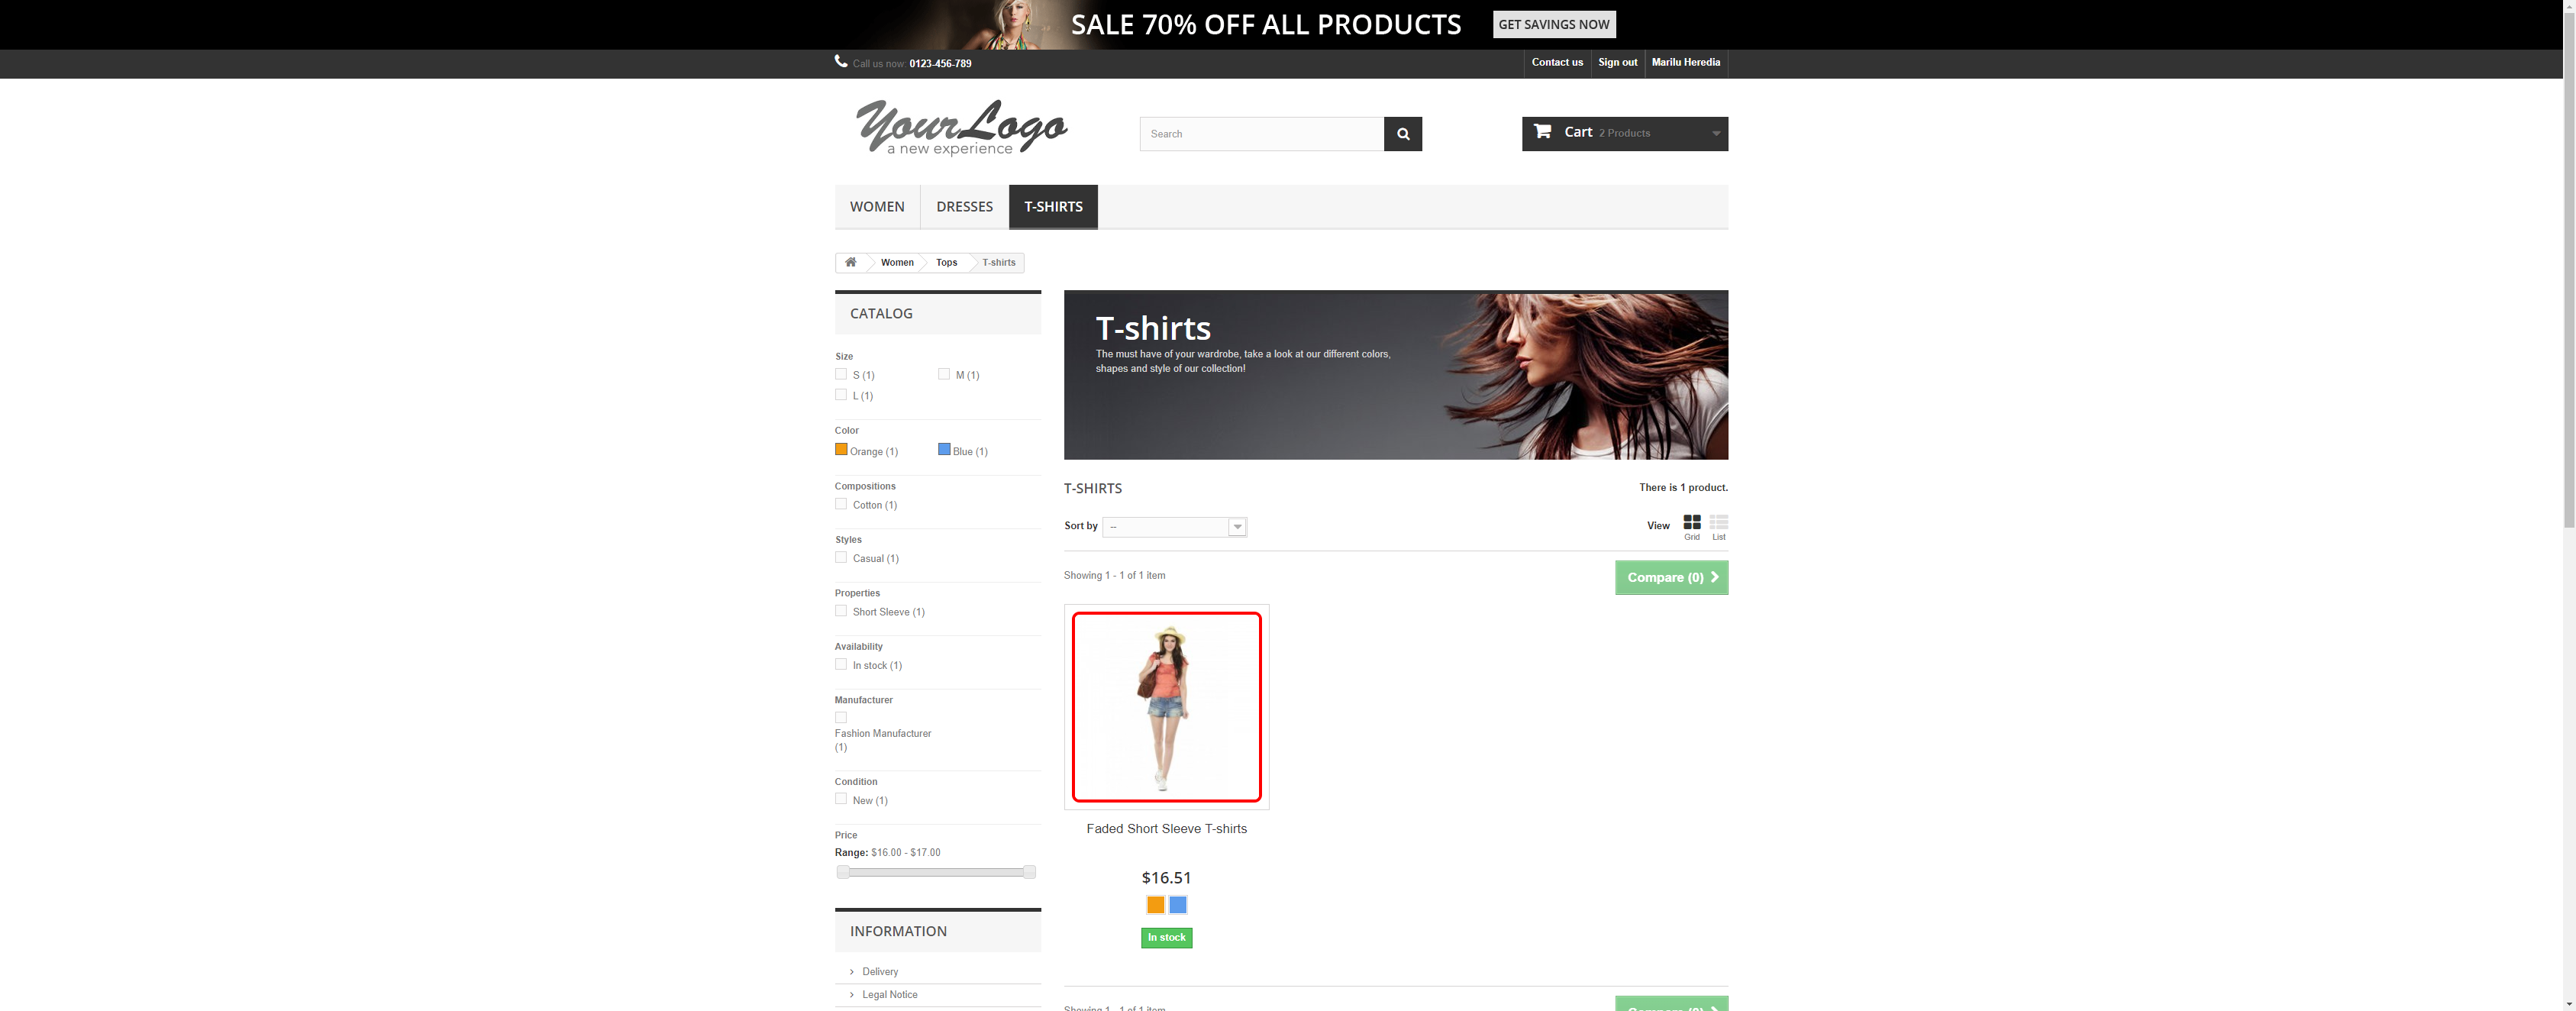 SALE 70% OFF ALL PRODUCTS
GET SAVINGS NOW
Call us now: 0123-456-789
Contact us
Sign out
Marilu Heredia
YourLogo
a new experience
Search
Cart 2 Products
WOMEN
DRESSES
T-SHIRTS
Women
Tops
T-shirts
CATALOG
Size
S (1)
M (1)
L (1)
Color
Orange (1)
Blue (1)
Compositions
Cotton (1)
Styles
Casual (1)
Properties
Short Sleeve (1)
Availability
In stock (1)
Manufacturer
Fashion Manufacturer
(1)
Condition
New (1)
Price
Range: $16.00 - $17.00
INFORMATION
Delivery
Legal Notice
T-shirts
The must have of your wardrobe, take a look at our different colors,
shapes and style of our collection!
T-SHIRTS
There is 1 product.
Sort by --
View
Grid
List
Showing 1 - 1 of 1 item
Compare (0)
Faded Short Sleeve T-shirts
$16.51
In stock
Showing 1 - 1 of 1 item
Compare (0)